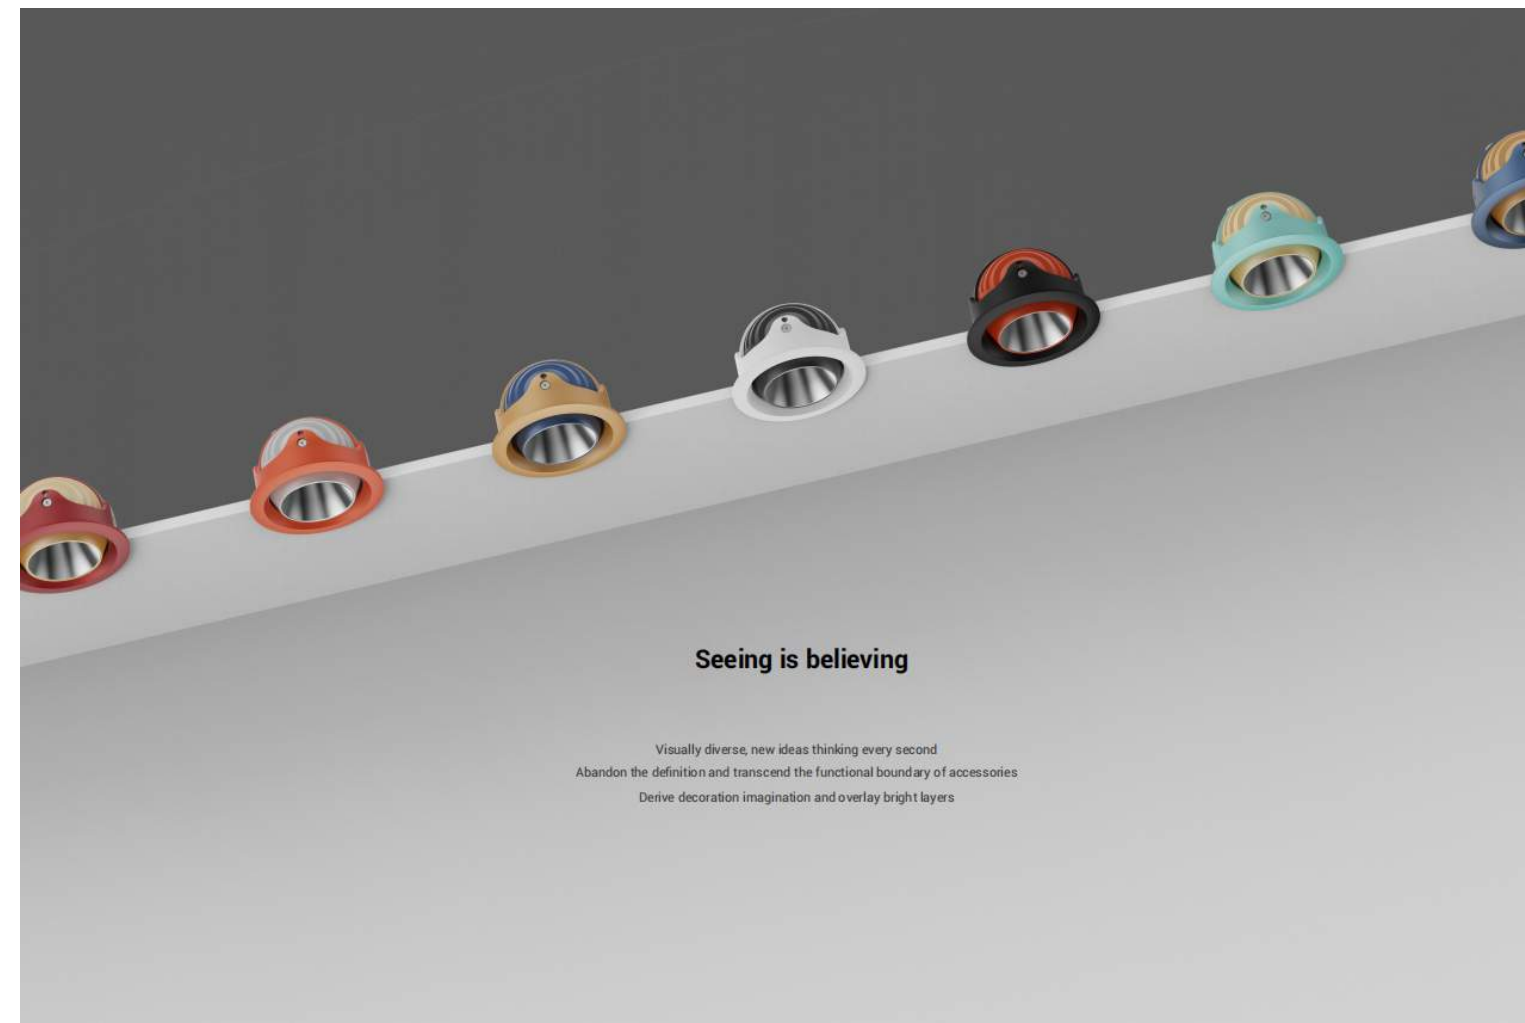 Seeing is believing
Visually diverse, new ideas thinking every second
Abandon the definition and transcend the functional boundary of accessories
Derive decoration imagination and overlay bright layers